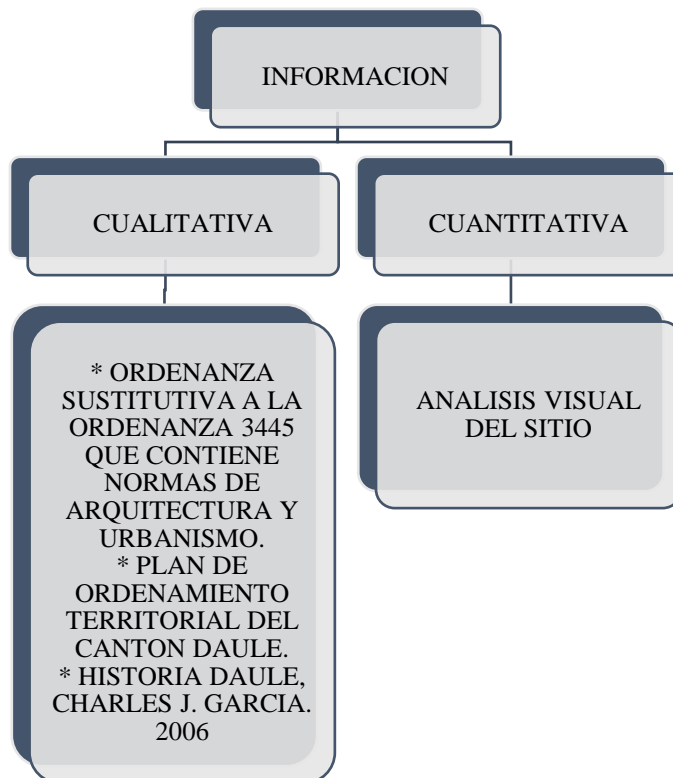 INFORMACION
CUALITATIVA
CUANTITATIVA
* ORDENANZA
SUSTITUTIVA A LA
ORDENANZA 3445
QUE CONTIENE
NORMAS DE
ARQUITECTURA Y
URBANISMO.
* PLAN DE
ORDENAMIENTO
TERRITORIAL DEL
CANTON DAULE.
* HISTORIA DAULE,
CHARLES J. GARCIA.
2006
ANALISIS VISUAL
DEL SITIO